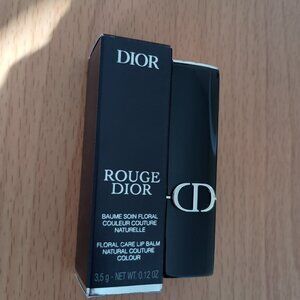 DIOR
ROUGE
DIOR
BAUME SOIN FLORAL
COULEUR COUTURE
NATURELLE
FLORAL CARE LIP BALM
NATURAL COUTURE
COLOUR
3,5 g - NET WT. 0.12 OZ
CD